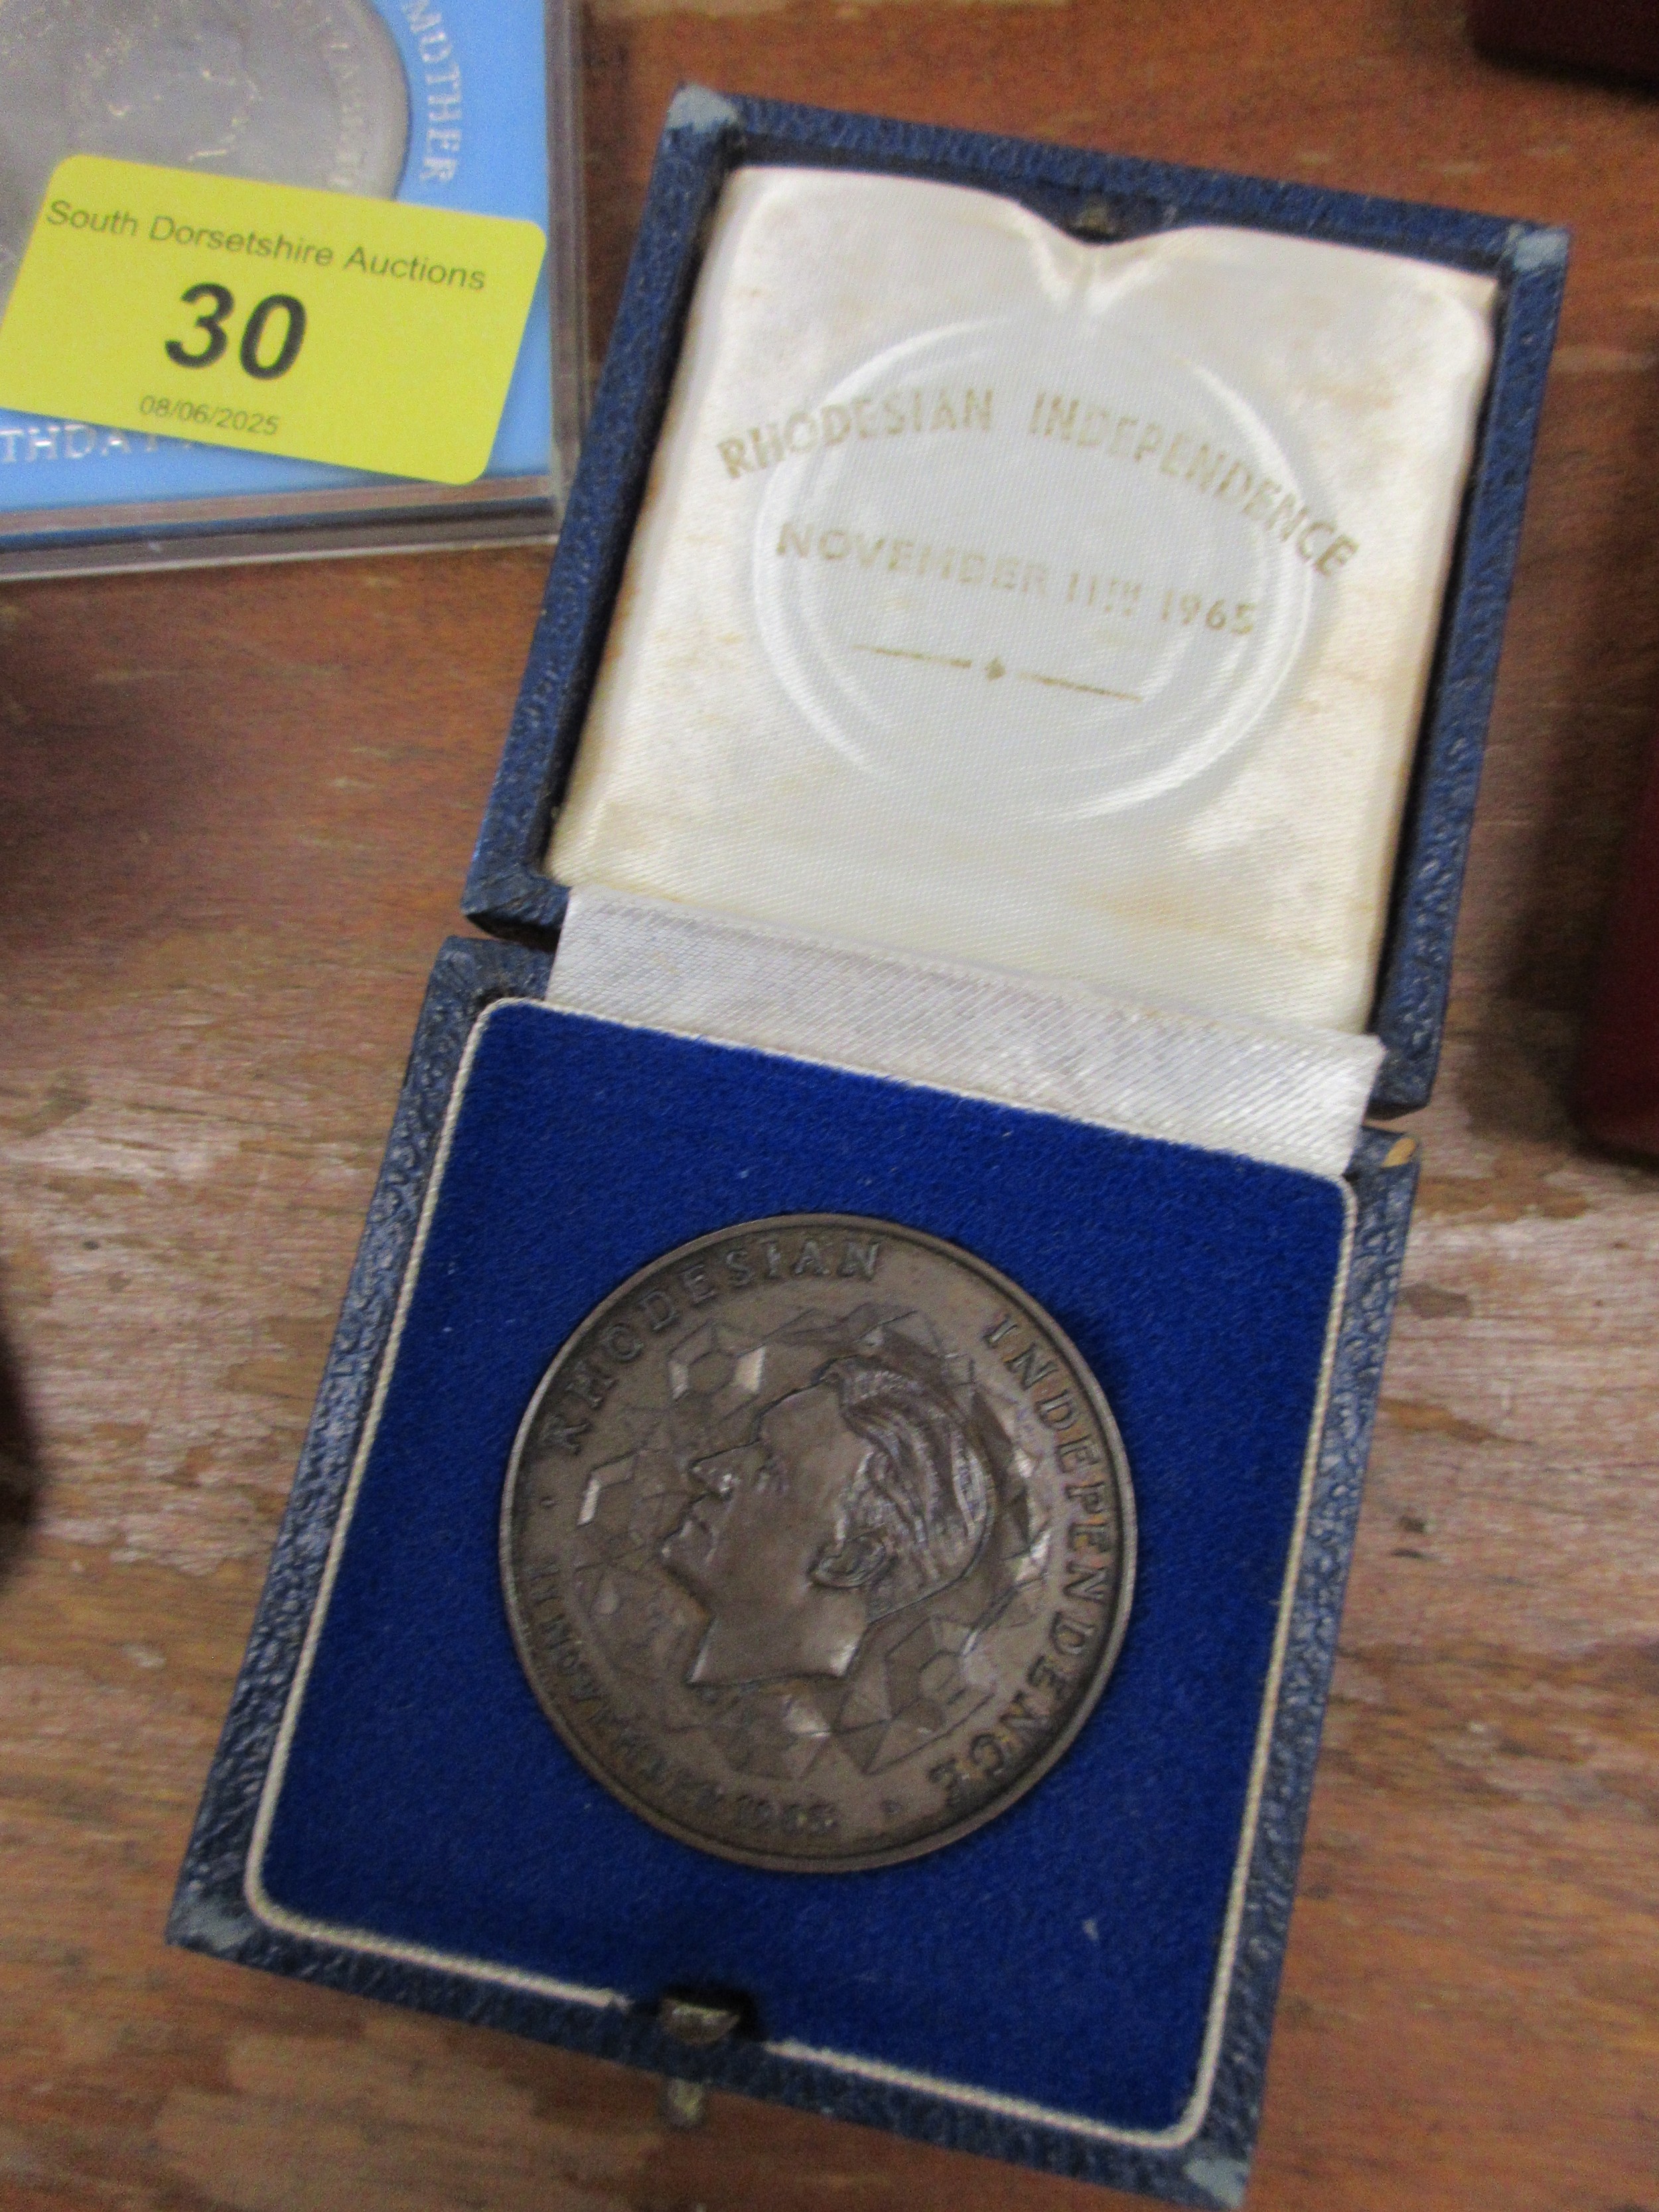 MOTHER
South Dorsetshire Auctions
30
08/06/2025
THDAY
RHODESIAN INDEPENDENCE
NOVEMBER 11TH 1965
RHODESIAN INDEPENDENCE